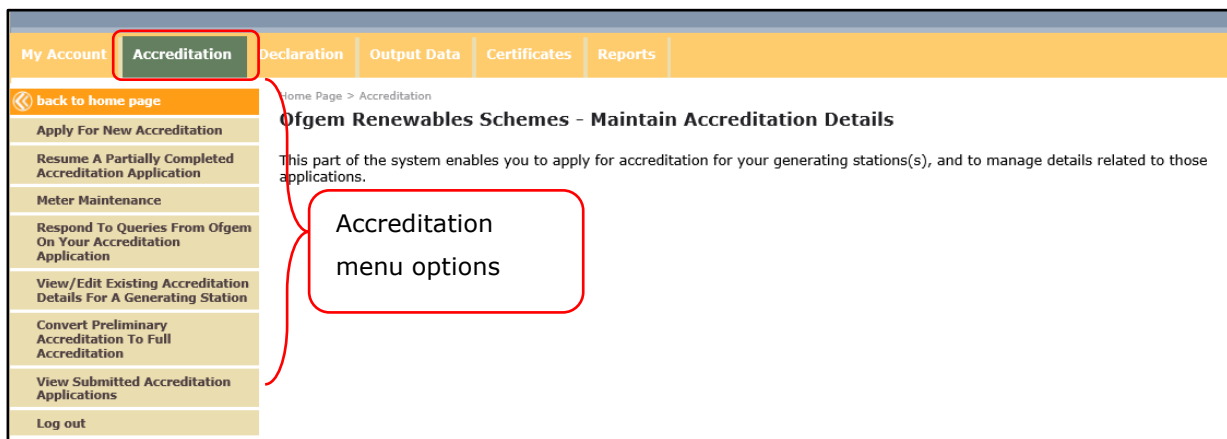 My Account Accreditation Declaration Output Data Certificates Reports
back to home page
Apply For New Accreditation
Resume A Partially Completed
Accreditation Application
Meter Maintenance
Respond To Queries From Ofgem
On Your Accreditation
Application
View/Edit Existing Accreditation
Details For A Generating Station
Convert Preliminary
Accreditation To Full
Accreditation
View Submitted Accreditation
Applications
Log out
Home Page > Accreditation
Ofgem Renewables Schemes - Maintain Accreditation Details
This part of the system enables you to apply for accreditation for your generating stations(s), and to manage details related to those
applications.
Accreditation
menu options